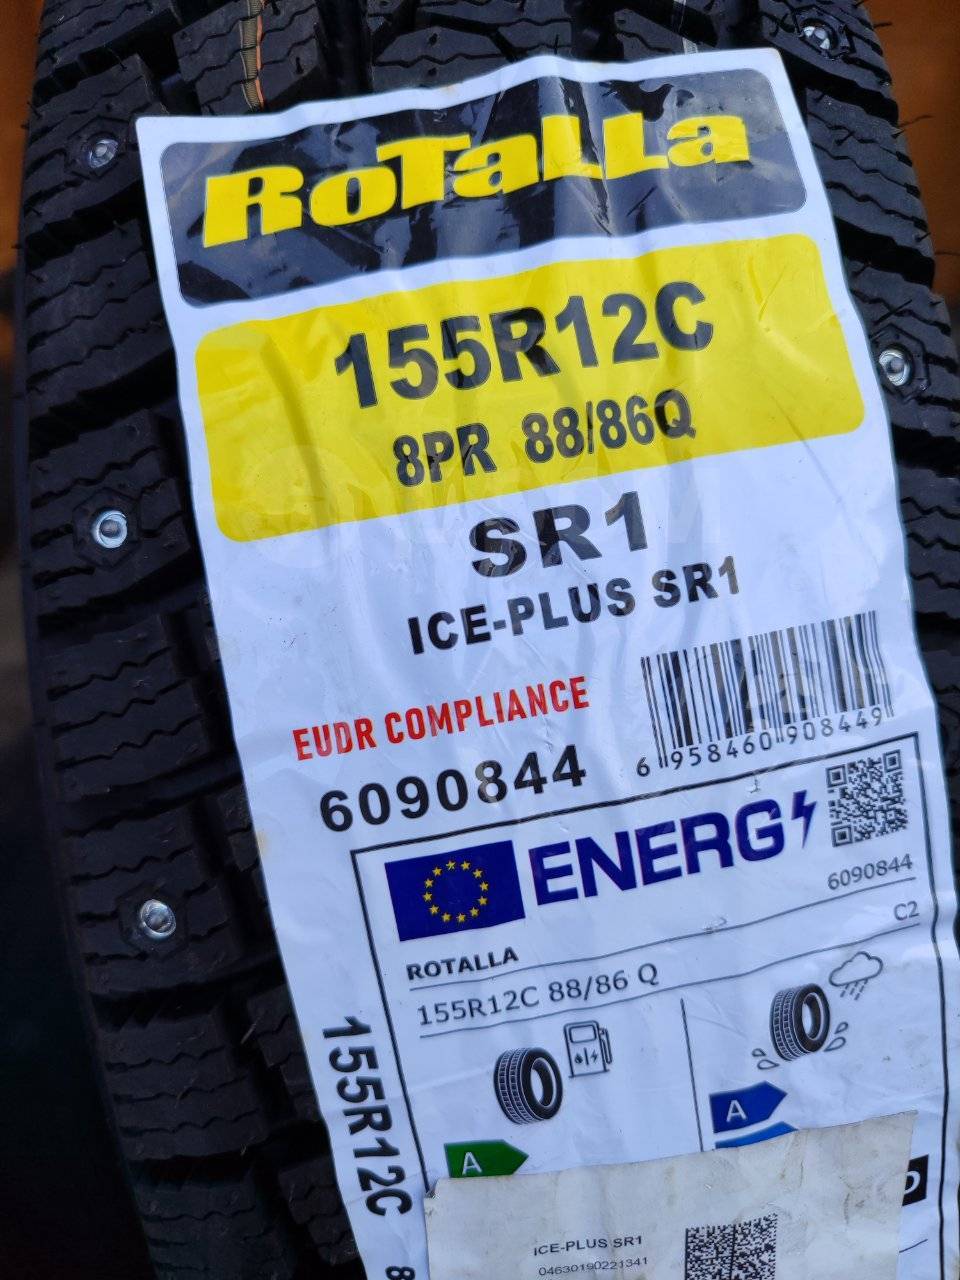 RoTaLLa
155R12C
8PR 88/86Q
SR1
ICE-PLUS SR1
EUDR COMPLIANCE
6090844
6 958460 908449
ENERG
6090844
ROTALLA
C2
155R12C 88/86 Q
A
A
155R12C
8
ICE-PLUS SR1
04630190221341